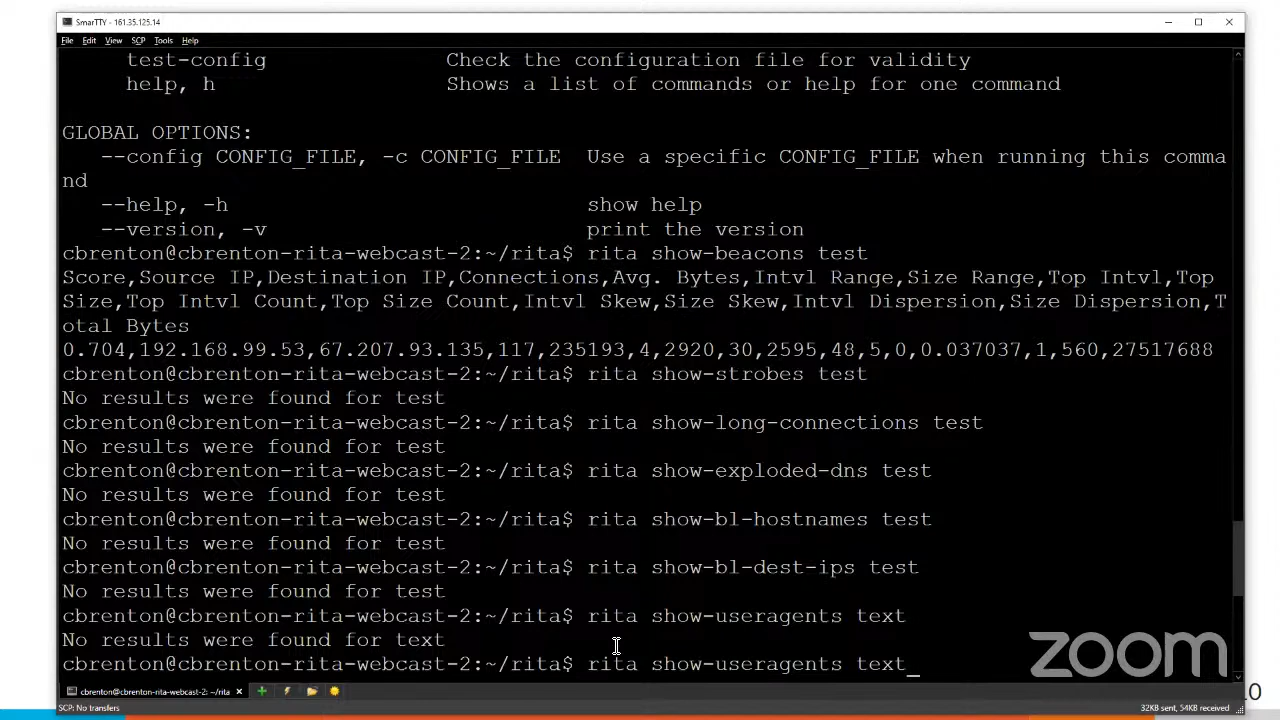 SmarTTY - 161.35.125.14
File Edit View SCP Tools Help
test-config Check the configuration file for validity
help, h Shows a list of commands or help for one command
GLOBAL OPTIONS:
--config CONFIG_FILE, -c CONFIG_FILE Use a specific CONFIG_FILE when running this comma
nd
--help, -h show help
--version, -v print the version
cbrenton@cbrenton-rita-webcast-2:~/rita$ rita show-beacons test
Score,Source IP,Destination IP,Connections,Avg. Bytes,Intvl Range,Size Range,Top Intvl,Top
Size,Top Intvl Count,Top Size Count,Intvl Skew,Size Skew,Intvl Dispersion,Size Dispersion,T
otal Bytes
0.704,192.168.99.53,67.207.93.135,117,235193,4,2920,30,2595,48,5,0,0.037037,1,560,27517688
cbrenton@cbrenton-rita-webcast-2:~/rita$ rita show-strobes test
No results were found for test
cbrenton@cbrenton-rita-webcast-2:~/rita$ rita show-long-connections test
No results were found for test
cbrenton@cbrenton-rita-webcast-2:~/rita$ rita show-exploded-dns test
No results were found for test
cbrenton@cbrenton-rita-webcast-2:~/rita$ rita show-bl-hostnames test
No results were found for test
cbrenton@cbrenton-rita-webcast-2:~/rita$ rita show-bl-dest-ips test
No results were found for test
cbrenton@cbrenton-rita-webcast-2:~/rita$ rita show-useragents text
No results were found for text
cbrenton@cbrenton-rita-webcast-2:~/rita$ rita show-useragents text_
zoom
cbrenton@cbrenton-rita-webcast-2: ~/rita
SCP: No transfers 32KB sent, 54KB received